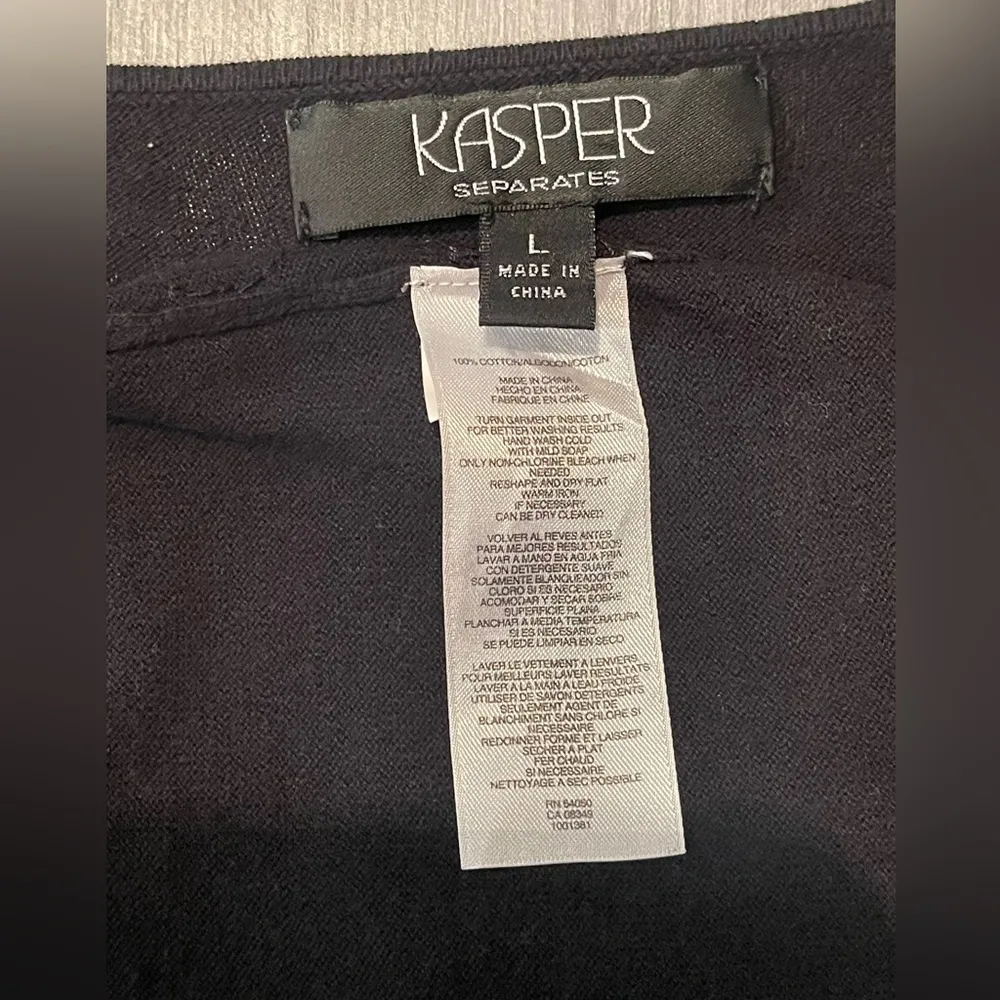 KASPER
SEPARATES
L
MADE IN
CHINA
100% COTTON/ALGODON/COTON
MADE IN CHINA
HECHO EN CHINA
FABRIQUE EN CHINE
TURN GARMENT INSIDE OUT
FOR BETTER WASHING RESULTS
HAND WASH COLD
WITH MILD SOAP
ONLY NON-CHLORINE BLEACH WHEN
NEEDED
RESHAPE AND DRY FLAT
WARM IRON
IF NECESSARY
CAN BE DRY CLEANED
VOLVER AL REVES ANTES
PARA MEJORES RESULTADOS
LAVAR A MANO EN AGUA FRIA
CON DETERGENTE SUAVE
SOLAMENTE BLANQUEADOR SIN
CLORO SI ES NECESARIO
ACOMODAR Y SECAR SOBRE
SUPERFICIE PLANA
PLANCHAR A MEDIA TEMPERATURA
SI ES NECESARIO
SE PUEDE LIMPIAR EN SECO
LAVER LE VETEMENT A LENVERS
POUR MEILLEURS LAVER RESULTATS
LAVER A LA MAIN A LEAU FROIDE
UTILISER DE SAVON DETERGENTS
SEULEMENT AGENT DE
BLANCHIMENT SANS CHLORE SI
NECESSAIRE
REDONNER FORME ET LAISSER
SECHER A PLAT
FER CHAUD
SI NECESSAIRE
NETTOYAGE A SEC POSSIBLE
RN 54050
CA 08349
1001381